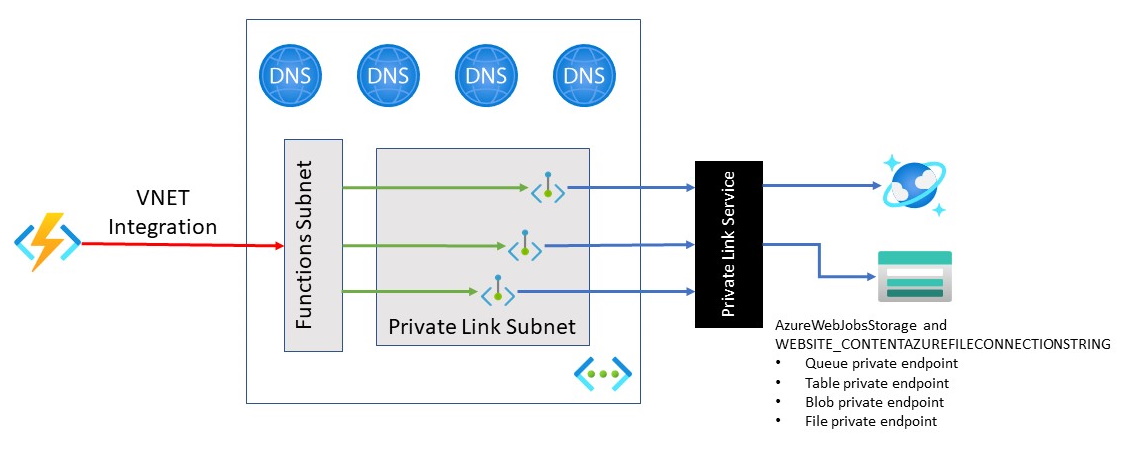 DNS
DNS
DNS
DNS
VNET
Integration
Functions Subnet
Private Link Subnet
Private Link Service
AzureWebJobsStorage and
WEBSITE_CONTENTAZUREFILECONNECTIONSTRING
• Queue private endpoint
• Table private endpoint
• Blob private endpoint
• File private endpoint